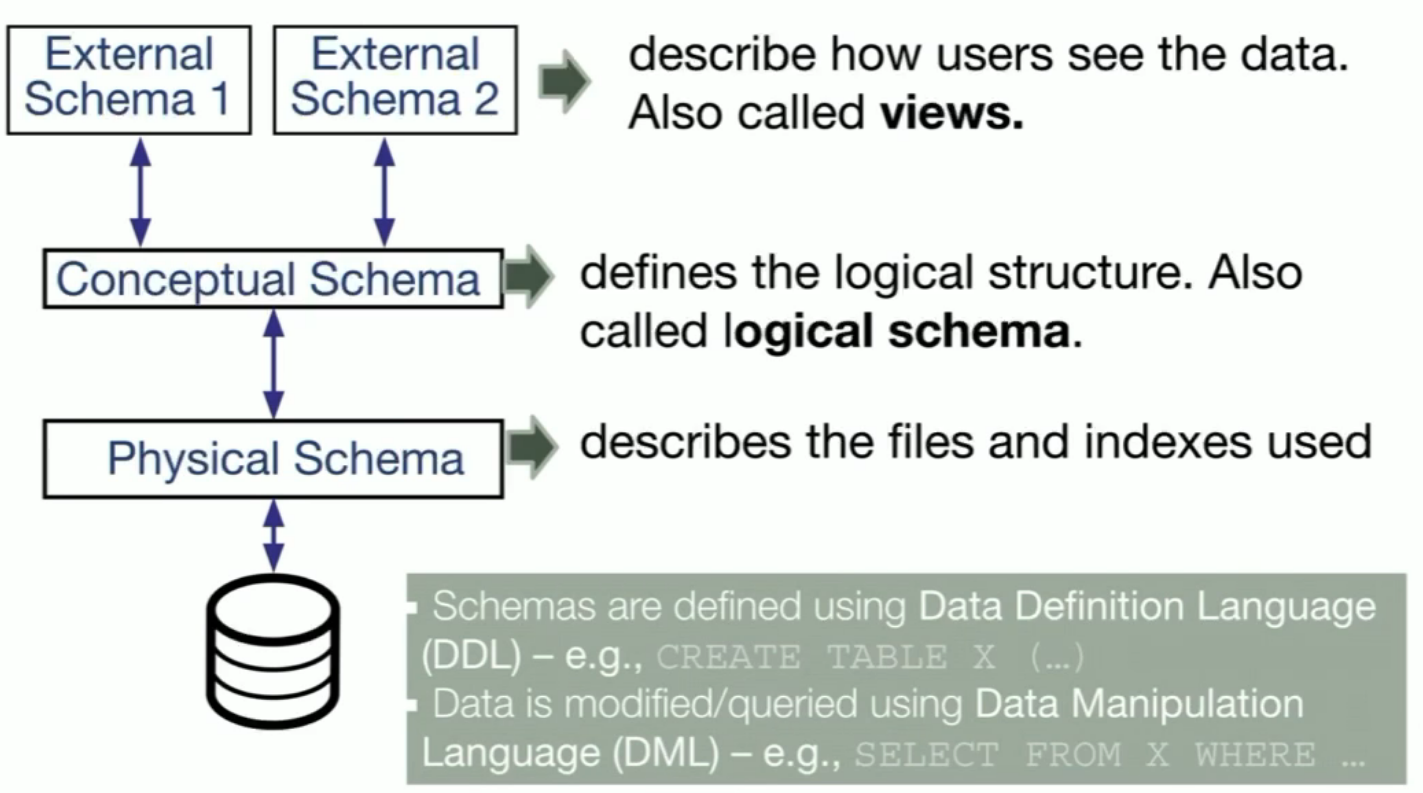 External
Schema 1
External
Schema 2
describe how users see the data.
Also called views.
Conceptual Schema
defines the logical structure. Also
called logical schema.
Physical Schema
describes the files and indexes used
▪ Schemas are defined using Data Definition Language
(DDL) – e.g., CREATE TABLE X (…)
▪ Data is modified/queried using Data Manipulation
Language (DML) – e.g., SELECT FROM X WHERE …